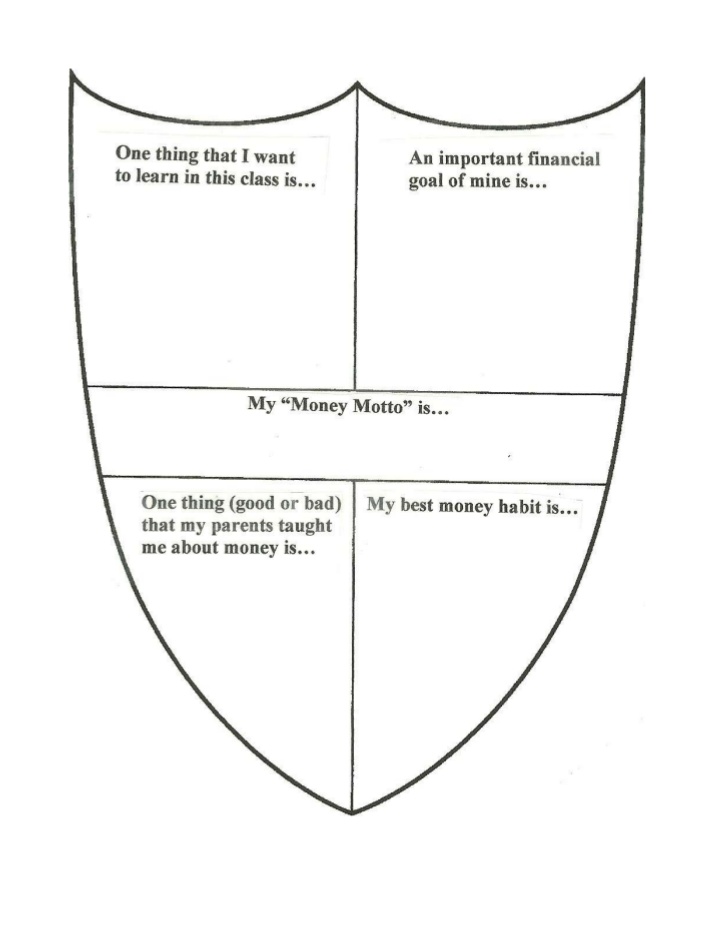 One thing that I want
to learn in this class is...
An important financial
goal of mine is...
My “Money Motto” is...
One thing (good or bad)
that my parents taught
me about money is...
My best money habit is...